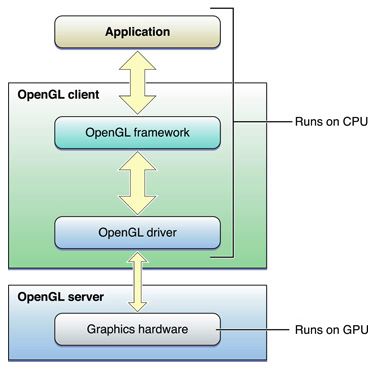 Application
OpenGL client
OpenGL framework
Runs on CPU
OpenGL driver
OpenGL server
Graphics hardware
Runs on GPU